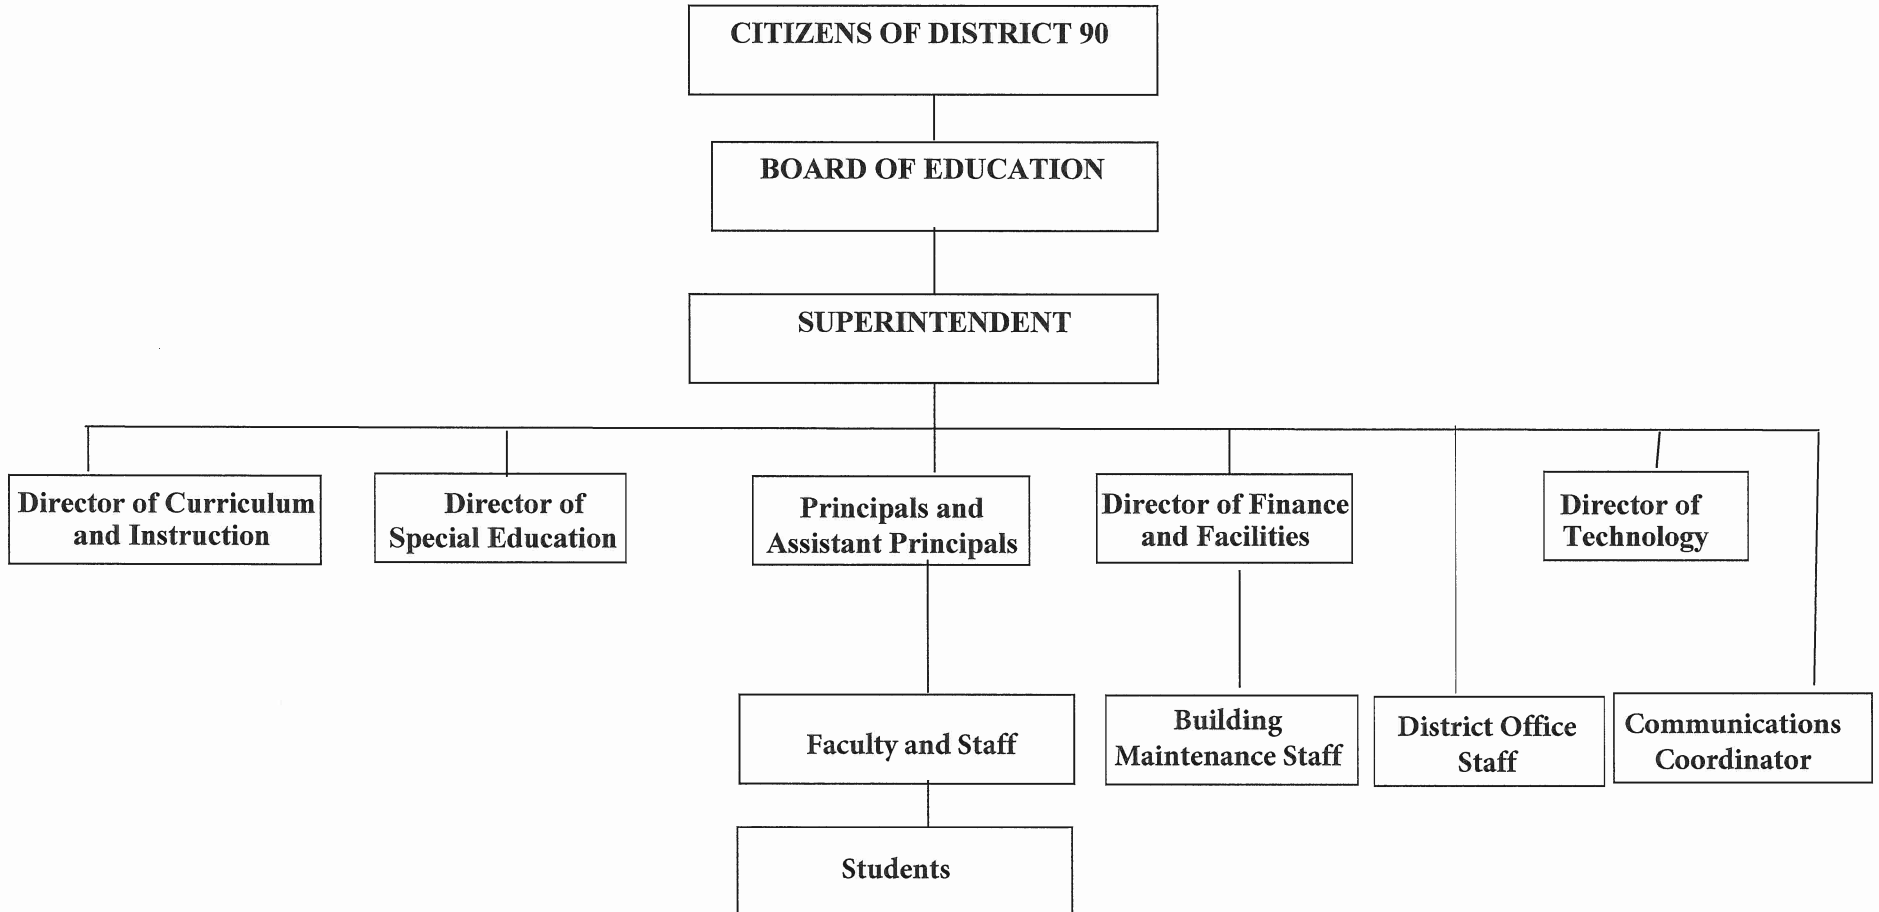 CITIZENS OF DISTRICT 90
BOARD OF EDUCATION
SUPERINTENDENT
Director of Curriculum
and Instruction
Director of
Special Education
Principals and
Assistant Principals
Director of Finance
and Facilities
Director of
Technology
Faculty and Staff
Building
Maintenance Staff
District Office
Staff
Communications
Coordinator
Students